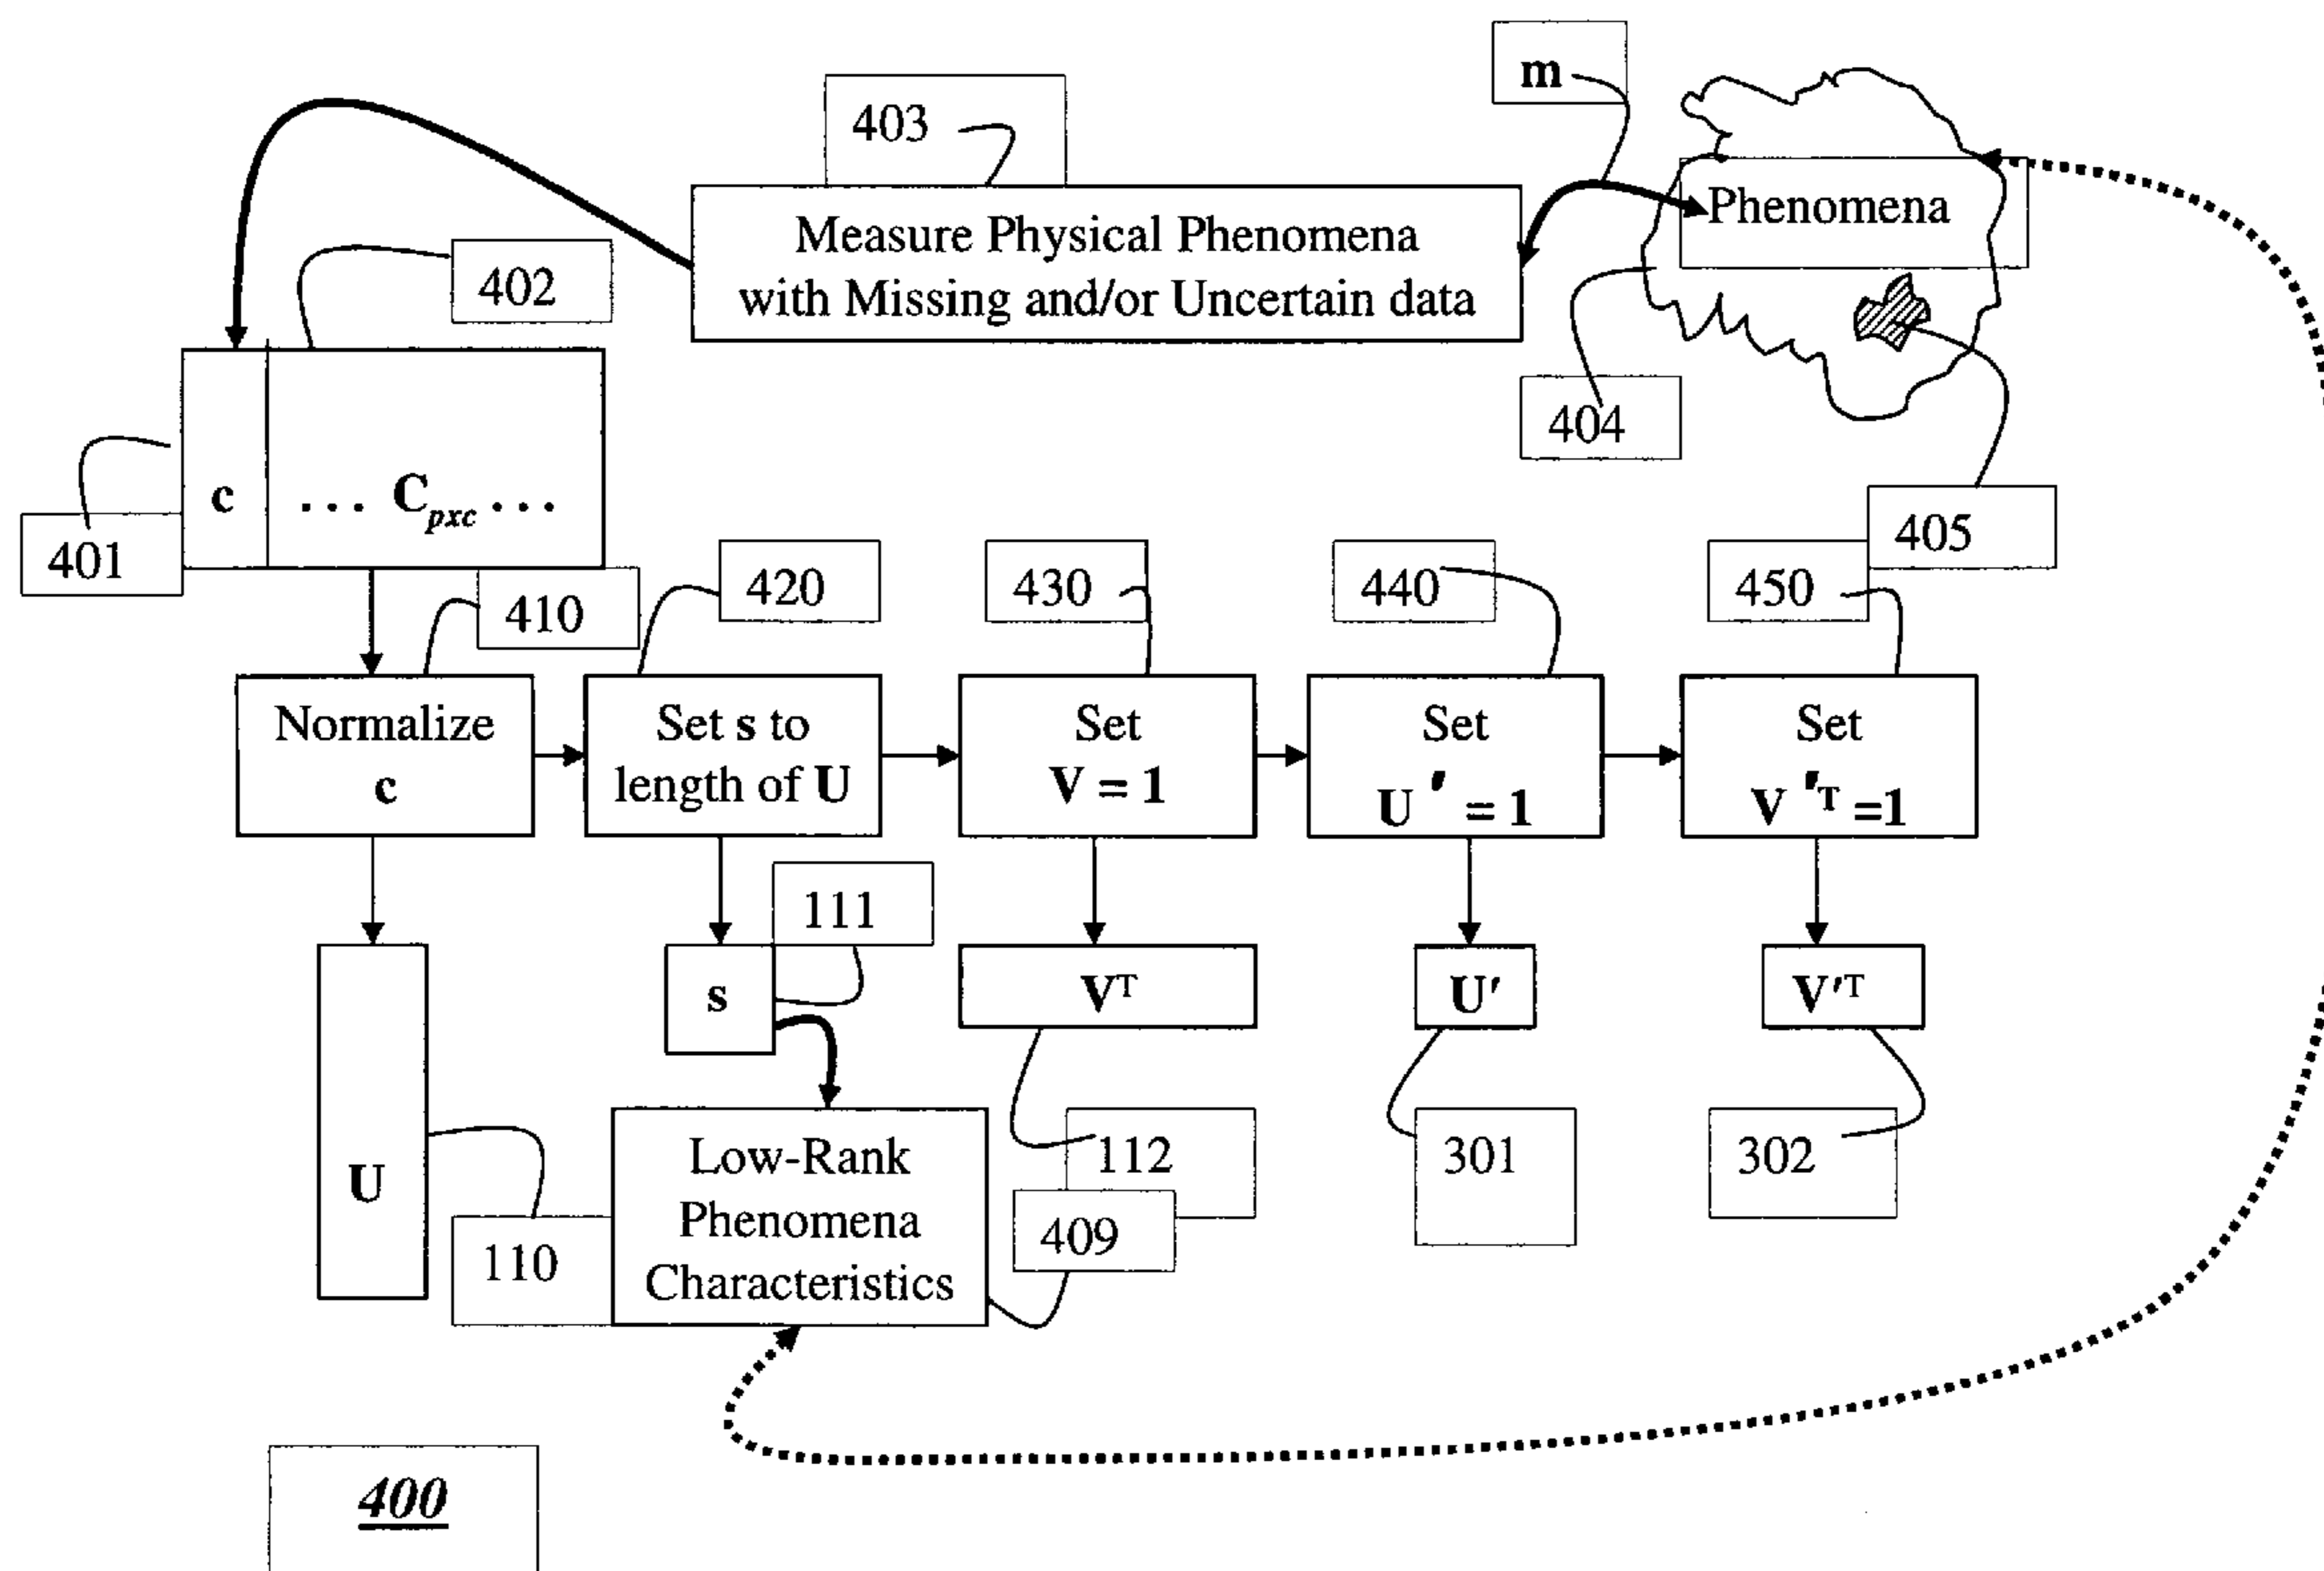 m
403
Phenomena
Measure Physical Phenomena
with Missing and/or Uncertain data
402
404
c ... C_pxc ...
405
401
410
420
430
440
450
Normalize
c
Set s to
length of U
Set
V = 1
Set
U ' = 1
Set
V 'ᵀ =1
111
s
Vᵀ
U'
V'ᵀ
U
Low-Rank
Phenomena
Characteristics
112
301
302
409
110
400